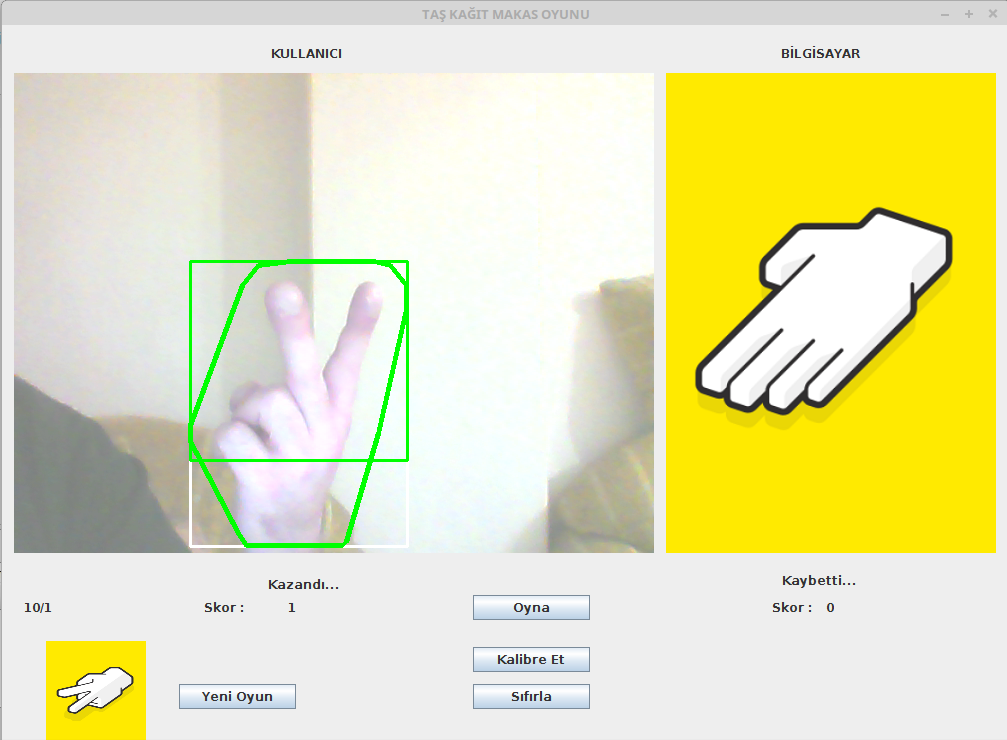 TAŞ KAĞIT MAKAS OYUNU
KULLANICI
BİLGİSAYAR
Kazandı...
Kaybetti...
10/1
Skor : 1
Oyna
Skor : 0
Kalibre Et
Yeni Oyun
Sıfırla